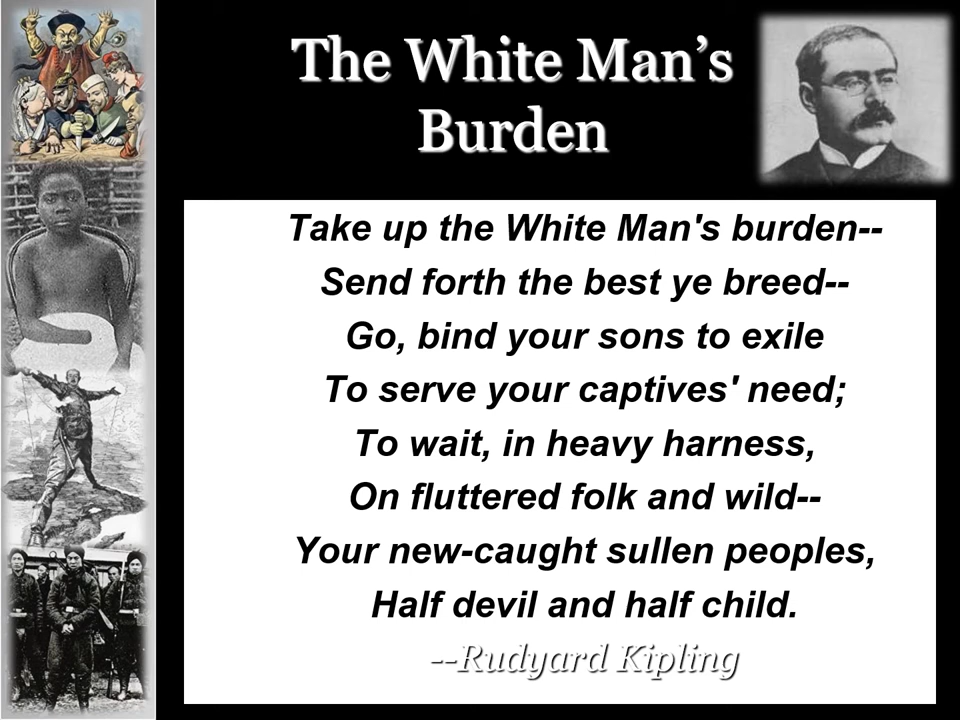 The White Man’s
Burden
Take up the White Man's burden--
Send forth the best ye breed--
Go, bind your sons to exile
To serve your captives' need;
To wait, in heavy harness,
On fluttered folk and wild--
Your new-caught sullen peoples,
Half devil and half child.
--Rudyard Kipling